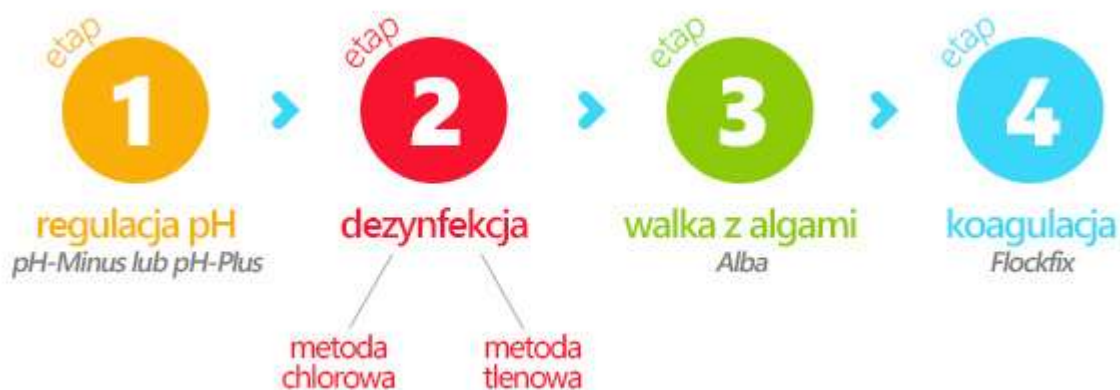 etap
1
regulacja pH
pH-Minus lub pH-Plus
etap
2
dezynfekcja
metoda
chlorowa
metoda
tlenowa
etap
3
walka z algami
Alba
etap
4
koagulacja
Flockfix